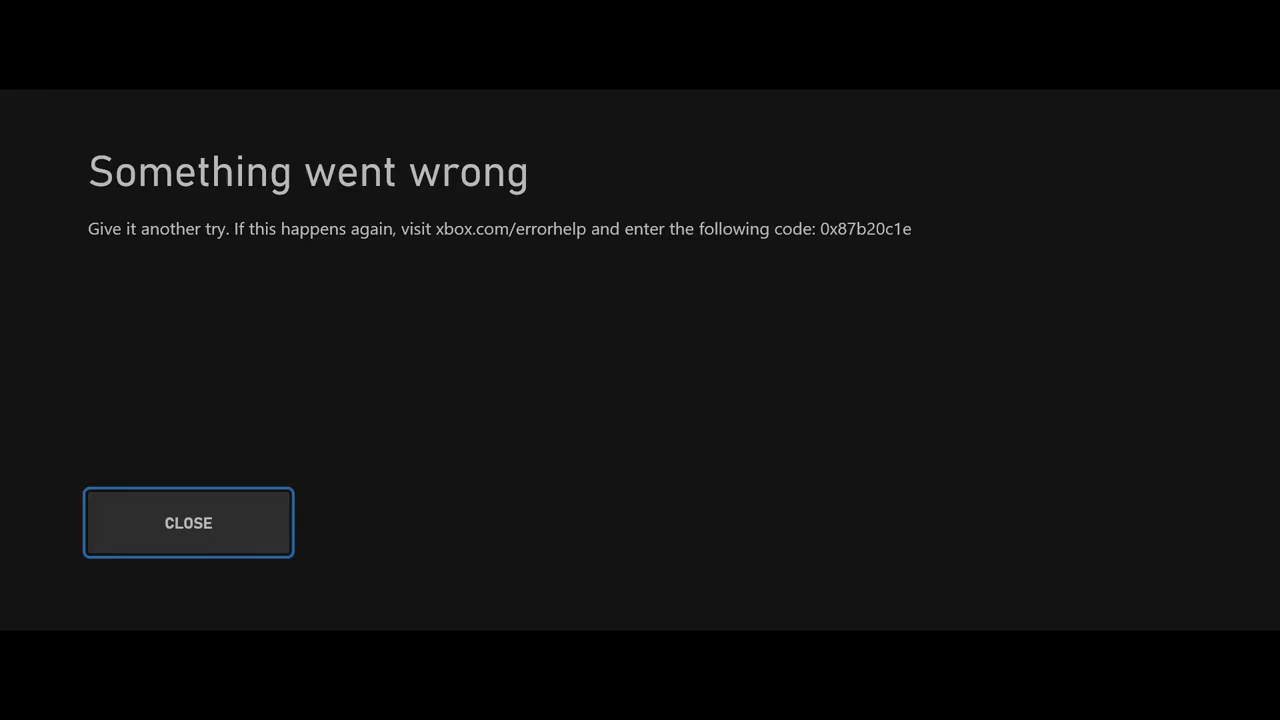 Something went wrong
Give it another try. If this happens again, visit xbox.com/errorhelp and enter the following code: 0x87b20c1e
CLOSE